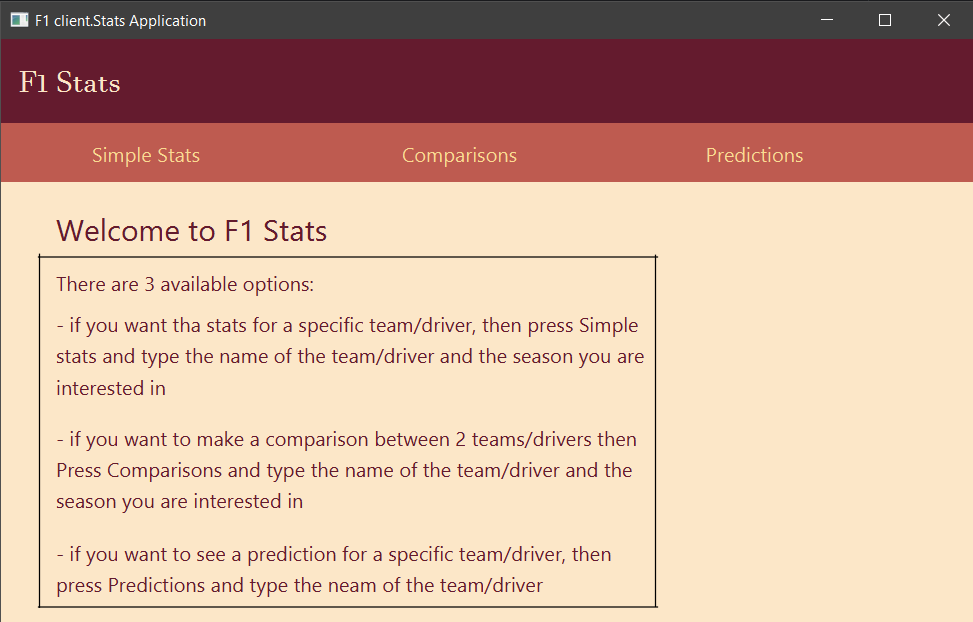 F1 client.Stats Application
F1 Stats
Simple Stats Comparisons Predictions
Welcome to F1 Stats
There are 3 available options:
- if you want tha stats for a specific team/driver, then press Simple
stats and type the name of the team/driver and the season you are
interested in
- if you want to make a comparison between 2 teams/drivers then
Press Comparisons and type the name of the team/driver and the
season you are interested in
- if you want to see a prediction for a specific team/driver, then
press Predictions and type the neam of the team/driver